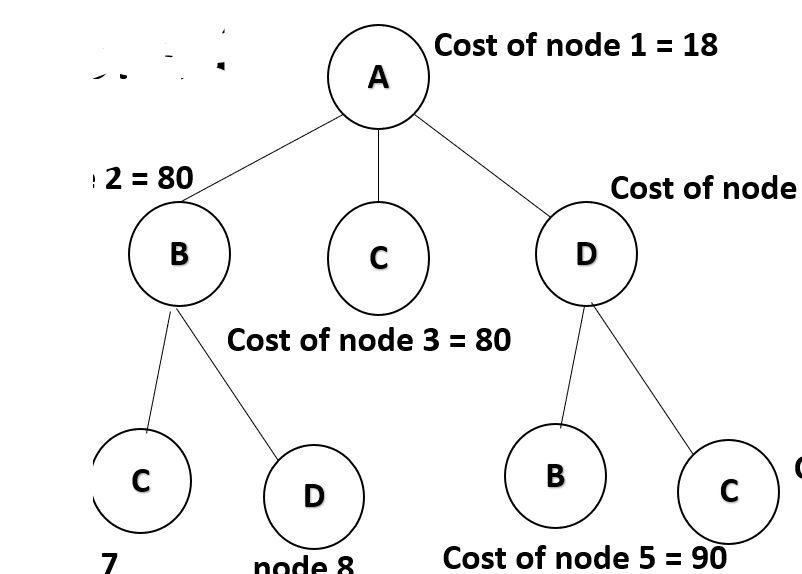 A
Cost of node 1 = 18
2 = 80
Cost of node
B
C
D
Cost of node 3 = 80
C
D
B
C
7
node 8
Cost of node 5 = 90